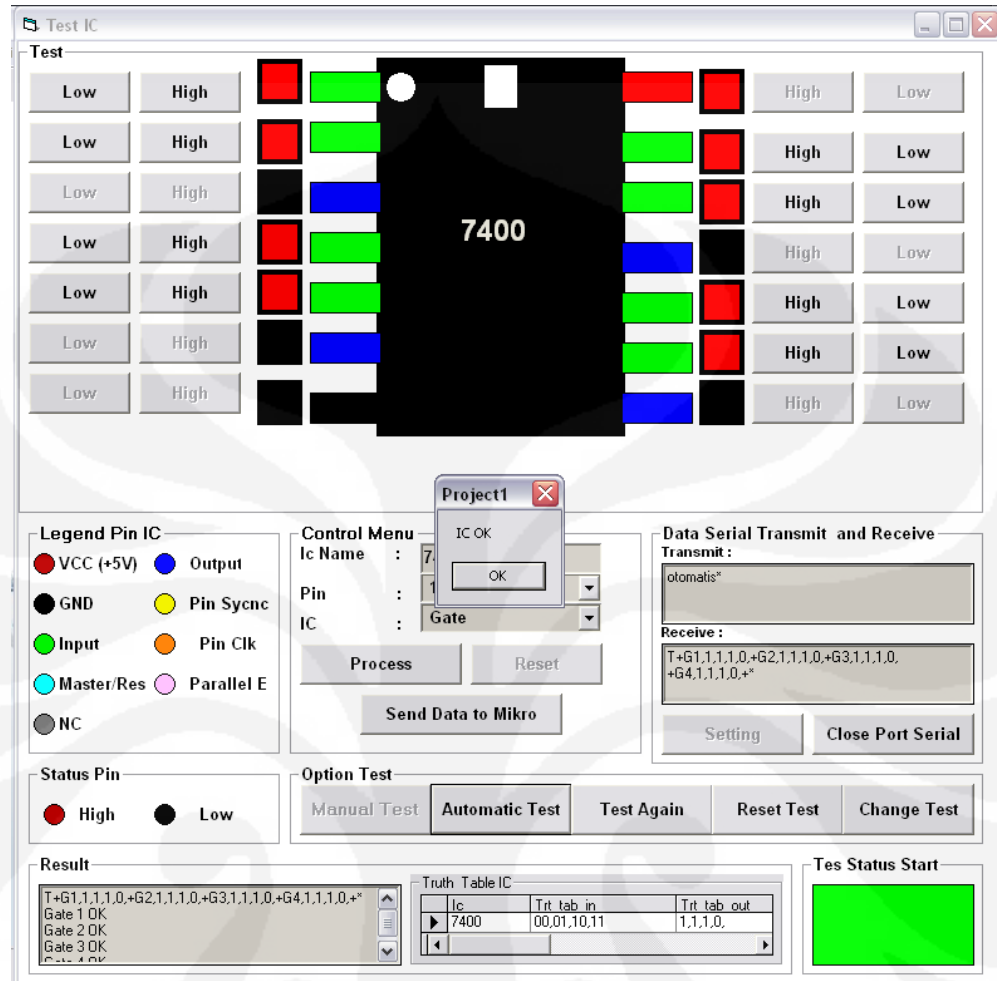 Test IC
Test
Low High High Low
Low High High Low
Low High High Low
7400
Low High High Low
Low High High Low
Low High High Low
Low High High Low
Project1
IC OK
OK
Legend Pin IC
VCC (+5V) Output
GND Pin Sycnc
Input Pin Clk
Master/Res Parallel E
NC
Control Menu
Ic Name :
Pin :
IC : Gate
Process Reset
Send Data to Mikro
Data Serial Transmit and Receive
Transmit :
otomatis*
Receive :
T+G1,1,1,1,0,+G2,1,1,1,0,+G3,1,1,1,0,
+G4,1,1,1,0,+*
Setting Close Port Serial
Status Pin
High Low
Option Test
Manual Test Automatic Test Test Again Reset Test Change Test
Result
T+G1,1,1,1,0,+G2,1,1,1,0,+G3,1,1,1,0,+G4,1,1,1,0,+*
Gate 1 OK
Gate 2 OK
Gate 3 OK
Gate 4 OK
Truth Table IC
Ic Trt_tab_in Trt_tab_out
7400 00,01,10,11 1,1,1,0,
Tes Status Start